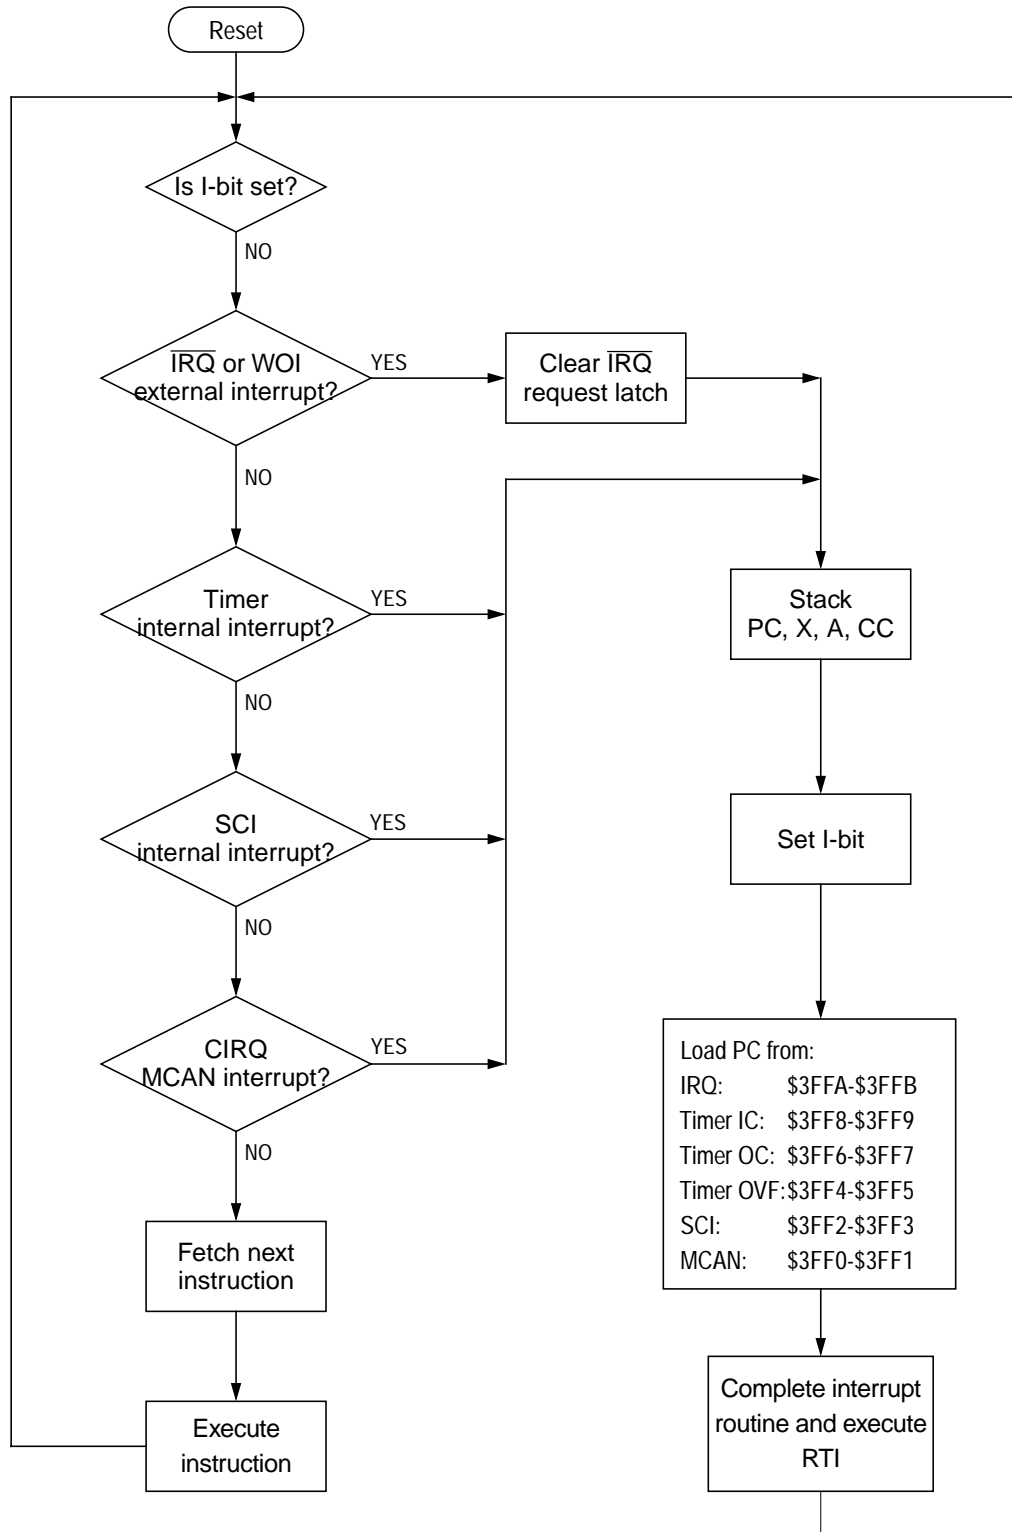 Reset
Is I-bit set?
NO
IRQ or WOI
external interrupt?
YES
Clear IRQ
request latch
NO
Timer
internal interrupt?
YES
Stack
PC, X, A, CC
NO
SCI
internal interrupt?
YES
Set I-bit
NO
CIRQ
MCAN interrupt?
YES
Load PC from:
IRQ: $3FFA-$3FFB
Timer IC: $3FF8-$3FF9
Timer OC: $3FF6-$3FF7
Timer OVF:$3FF4-$3FF5
SCI: $3FF2-$3FF3
MCAN: $3FF0-$3FF1
NO
Fetch next
instruction
Complete interrupt
routine and execute
RTI
Execute
instruction